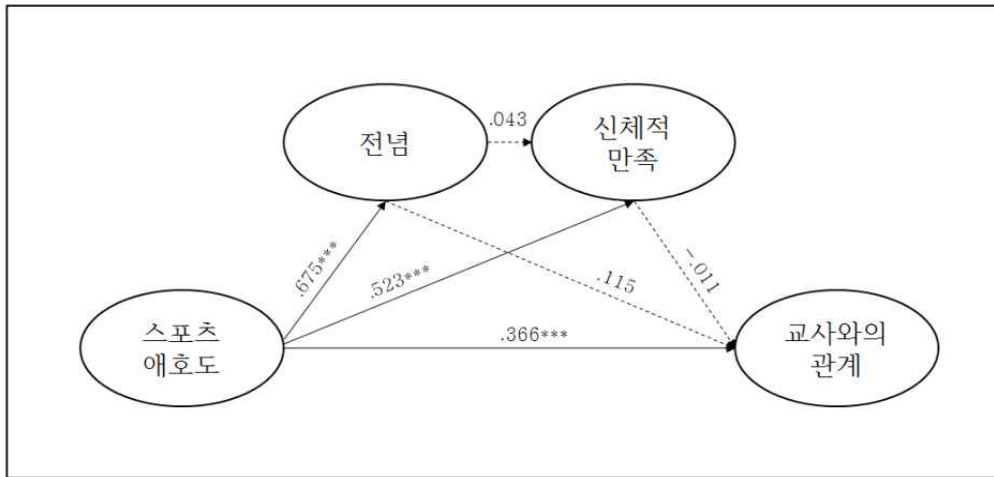 .043
전념
신체적
만족
.675***
.523***
.115
-.011
.366***
스포츠
애호도
교사와의
관계